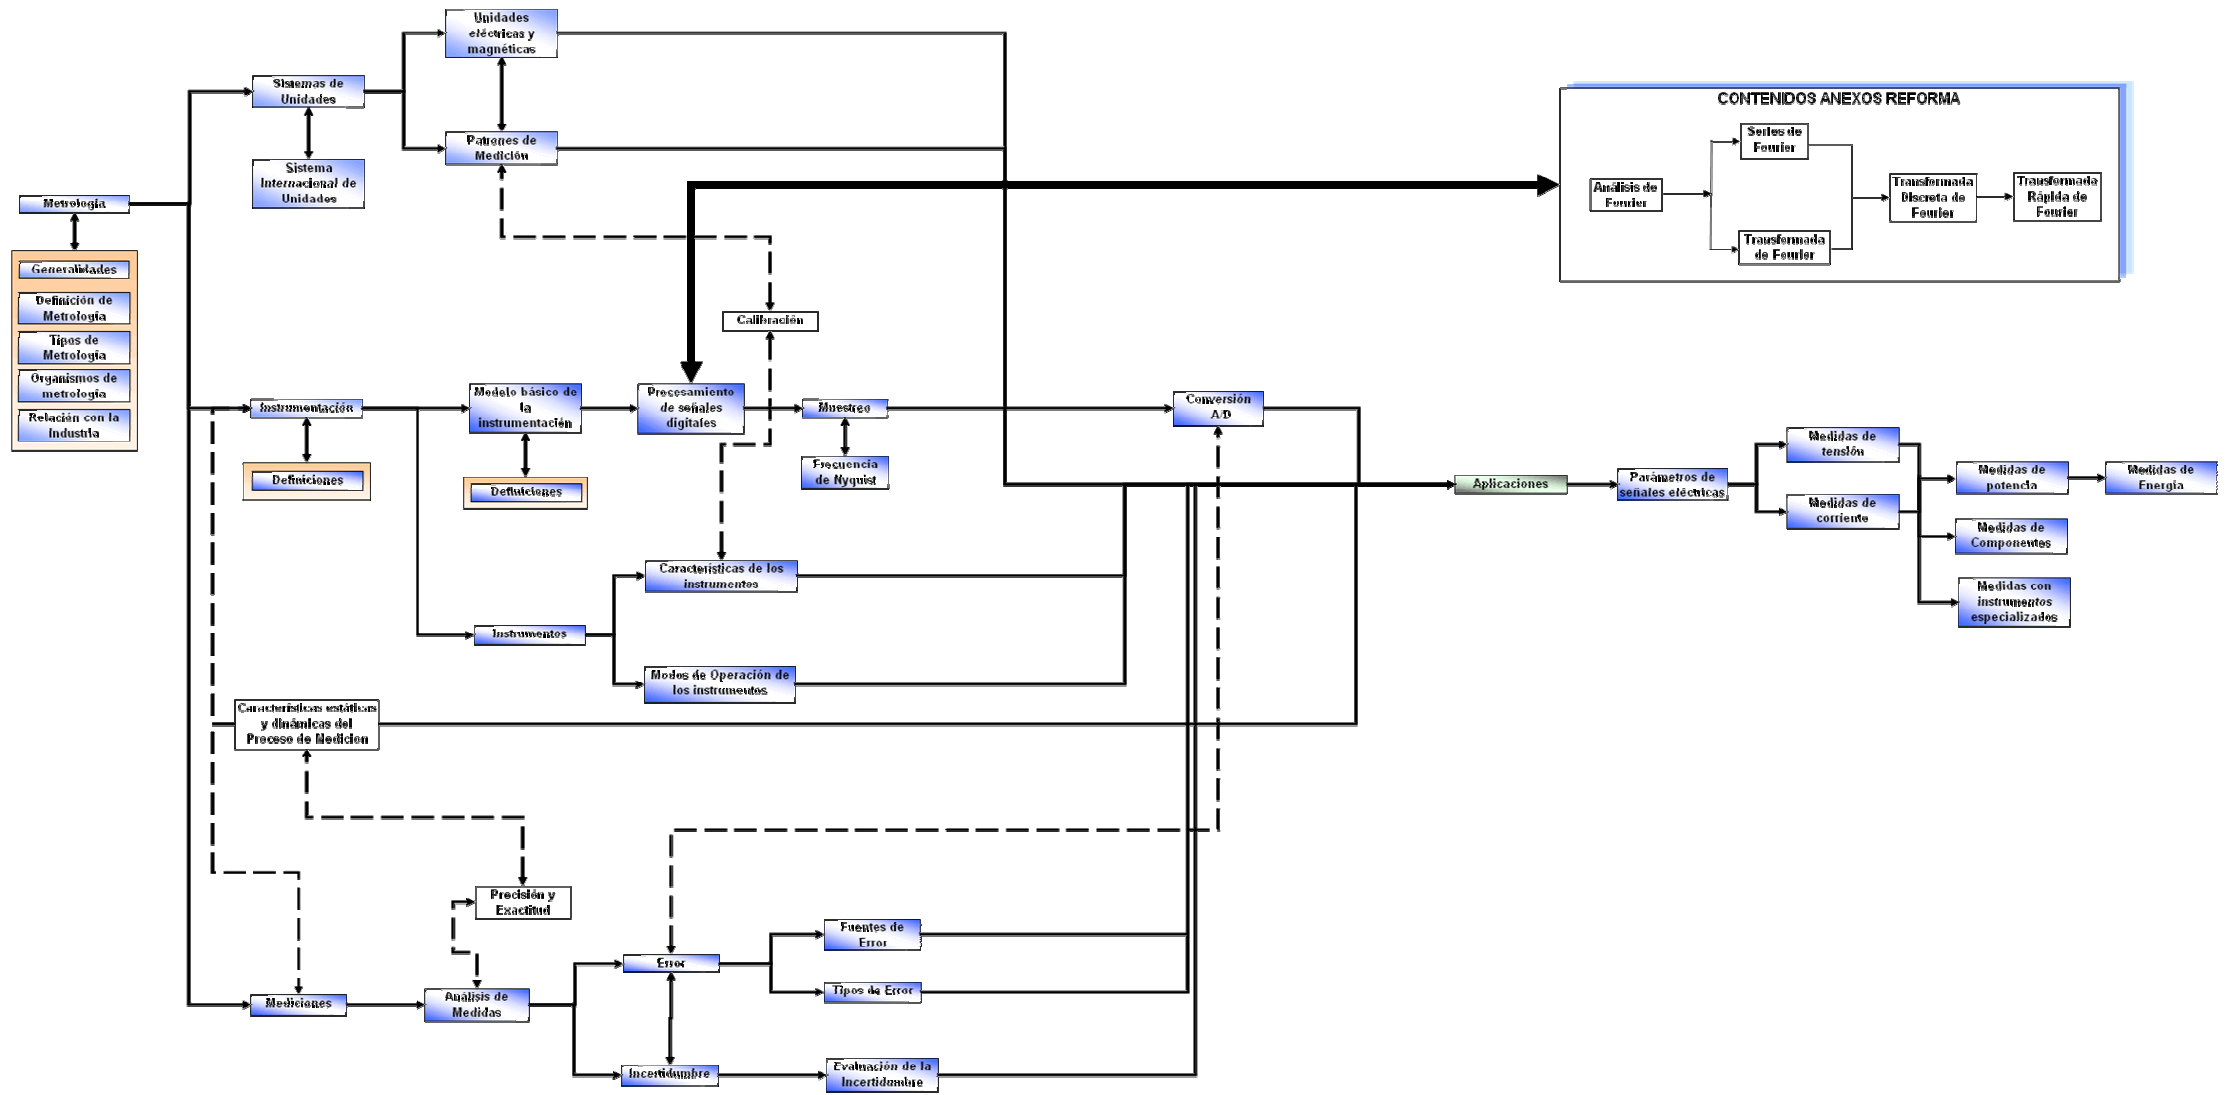 Unidades
eléctricas y
magnéticas
Sistemas de
Unidades
Patrones de
Medición
Sistema
Internacional de
Unidades
Metrología
Generalidades
Definición de
Metrología
Tipos de
Metrología
Organismos de
metrología
Relación con la
Industria
CONTENIDOS ANEXOS REFORMA
Series de
Fourier
Análisis de
Fourier
Transformada
de Fourier
Transformada
Discreta de
Fourier
Transformada
Rápida de
Fourier
Calibración
Instrumentación
Definiciones
Modelo básico de
la
instrumentación
Definiciones
Procesamiento
de señales
digitales
Muestreo
Frecuencia
de Nyquist
Conversión
A/D
Aplicaciones
Parámetros de
señales eléctricas
Medidas de
tensión
Medidas de
corriente
Medidas de
potencia
Medidas de
Energía
Medidas de
Componentes
Medidas con
instrumentos
especializados
Características de los
instrumentos
Instrumentos
Modos de Operación de
los instrumentos
Características estáticas
y dinámicas del
Proceso de Medicion
Precisión y
Exactitud
Mediciones
Análisis de
Medidas
Error
Fuentes de
Error
Tipos de Error
Incertidumbre
Evaluación de la
Incertidumbre